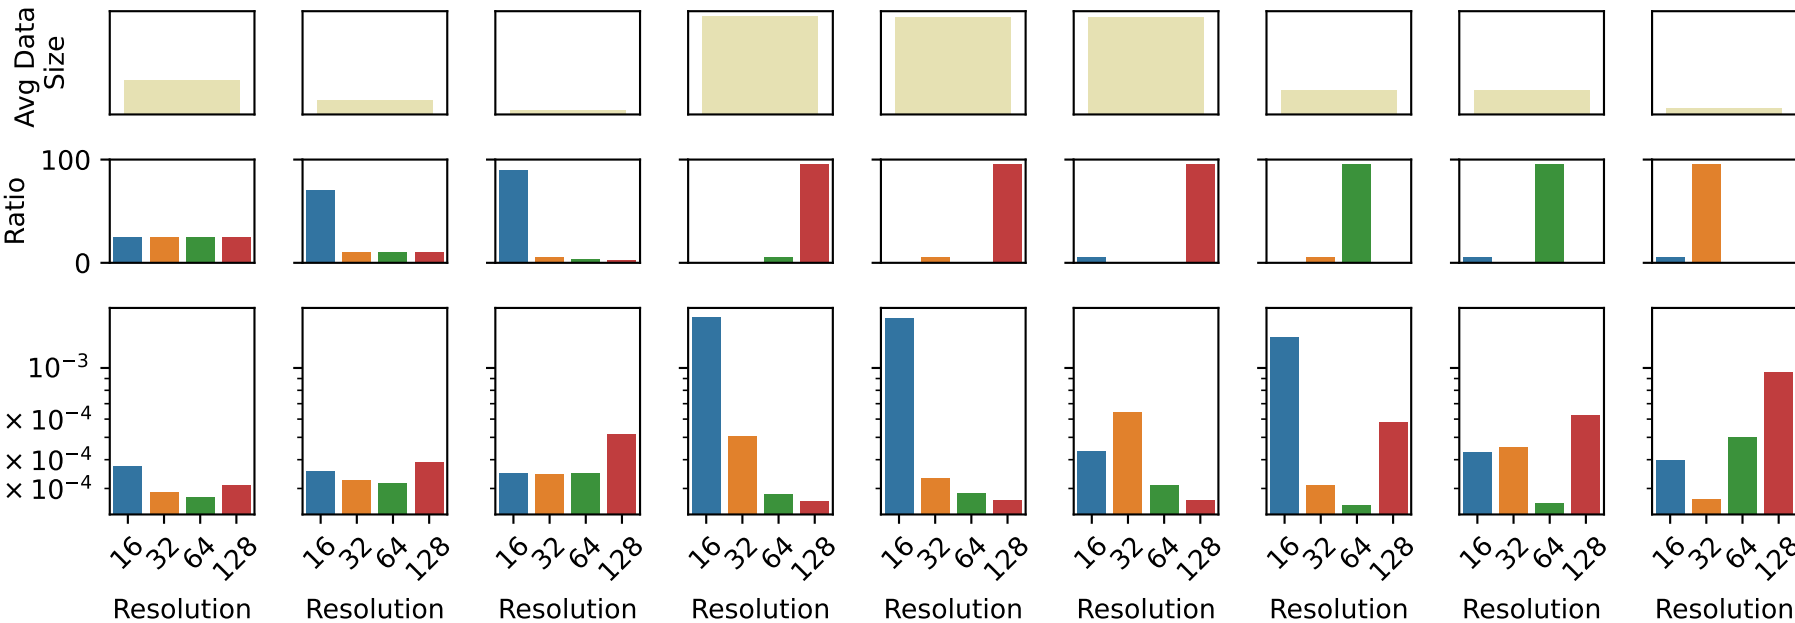 Avg Data
Size
Ratio
100
0
10⁻³
× 10⁻⁴
× 10⁻⁴
× 10⁻⁴
16 32 64 128 16 32 64 128 16 32 64 128 16 32 64 128 16 32 64 128 16 32 64 128 16 32 64 128 16 32 64 128 16 32 64 128
Resolution Resolution Resolution Resolution Resolution Resolution Resolution Resolution Resolution